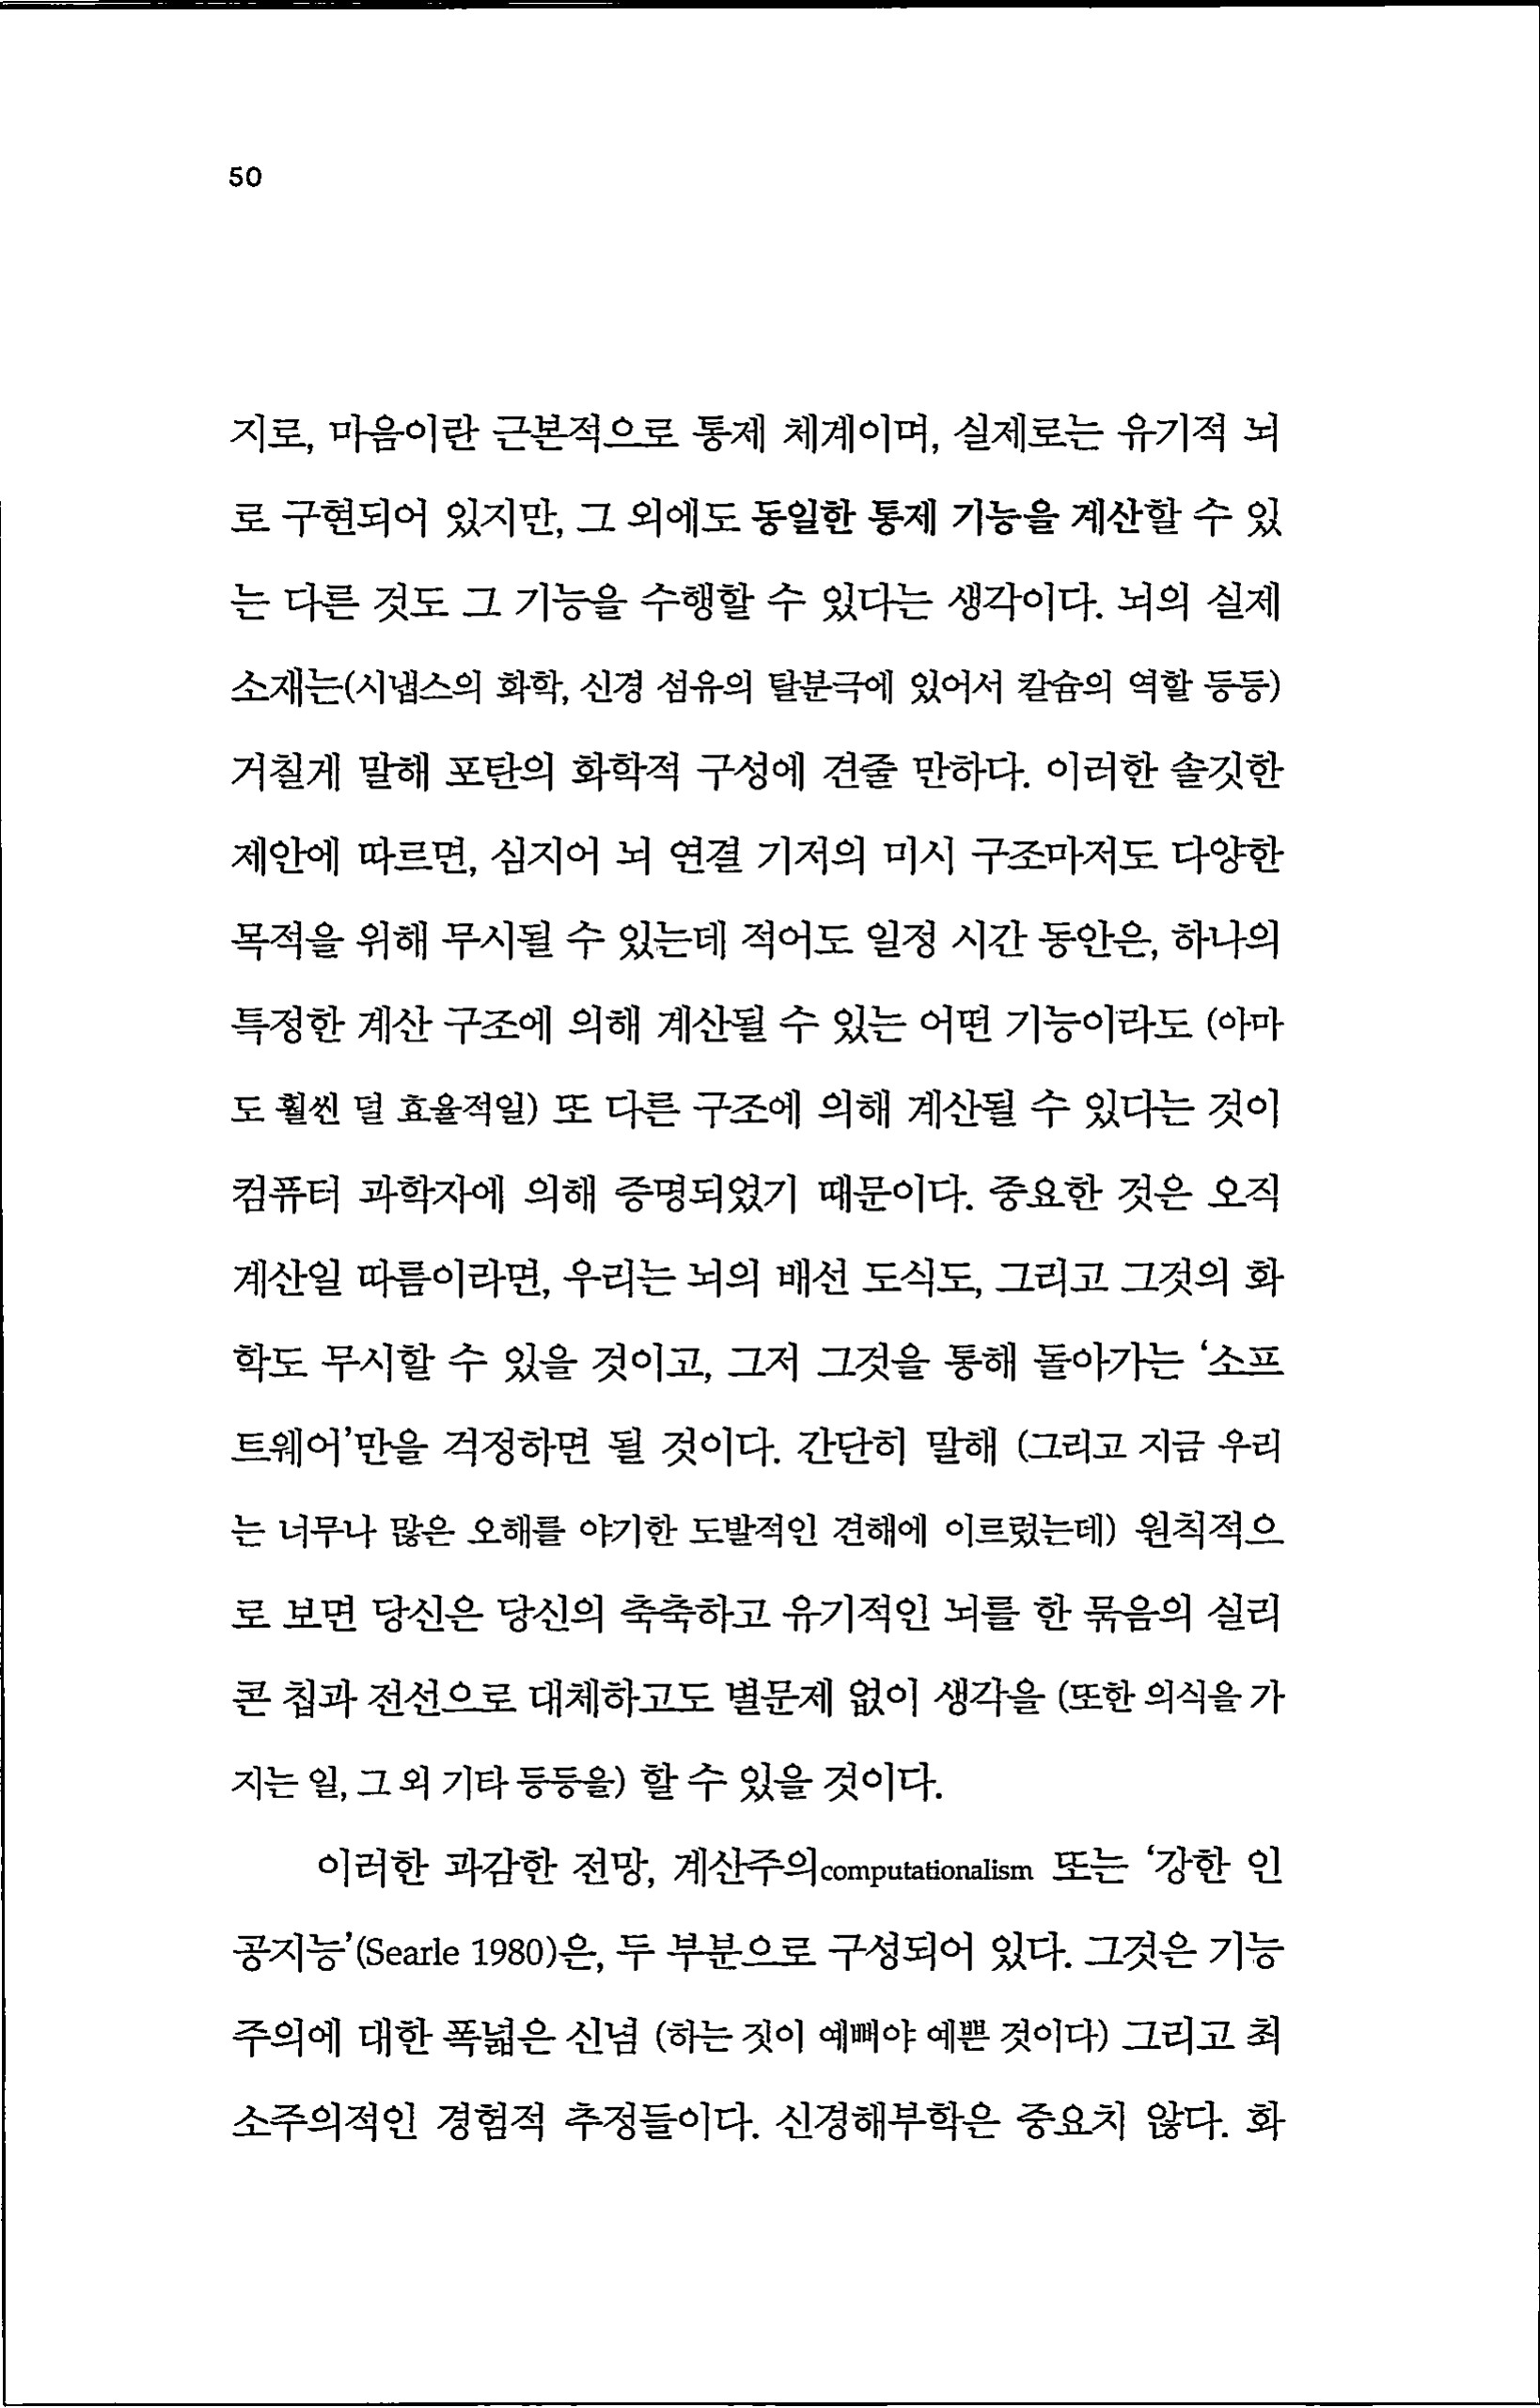 50
지로, 마음이란 근본적으로 통제 체계이며, 실제로는 유기적 뇌
로 구현되어 있지만, 그 외에도 동일한 통제 기능을 계산할 수 있
는 다른 것도 그 기능을 수행할 수 있다는 생각이다. 뇌의 실제
소재는(시냅스의 화학, 신경 섬유의 탈분극에 있어서 칼슘의 역할 등등)
거칠게 말해 포탄의 화학적 구성에 견줄 만하다. 이러한 솔깃한
제안에 따르면, 심지어 뇌 연결 기저의 미시 구조마저도 다양한
목적을 위해 무시될 수 있는데 적어도 일정 시간 동안은, 하나의
특정한 계산 구조에 의해 계산될 수 있는 어떤 기능이라도 (아마
도 훨씬 덜 효율적일) 또 다른 구조에 의해 계산될 수 있다는 것이
컴퓨터 과학자에 의해 증명되었기 때문이다. 중요한 것은 오직
계산일 따름이라면, 우리는 뇌의 배선 도식도, 그리고 그것의 화
학도 무시할 수 있을 것이고, 그저 그것을 통해 돌아가는 ‘소프
트웨어’만을 걱정하면 될 것이다. 간단히 말해 (그리고 지금 우리
는 너무나 많은 오해를 야기한 도발적인 견해에 이르렀는데) 원칙적으
로 보면 당신은 당신의 축축하고 유기적인 뇌를 한 묶음의 실리
콘 칩과 전선으로 대체하고도 별문제 없이 생각을 (또한 의식을 가
지는 일, 그 외 기타 등등을) 할 수 있을 것이다.
이러한 과감한 전망, 계산주의computationalism 또는 ‘강한 인
공지능’(Searle 1980)은, 두 부분으로 구성되어 있다. 그것은 기능
주의에 대한 폭넓은 신념 (하는 짓이 예뻐야 예쁜 것이다) 그리고 최
소주의적인 경험적 추정들이다. 신경해부학은 중요치 않다. 화